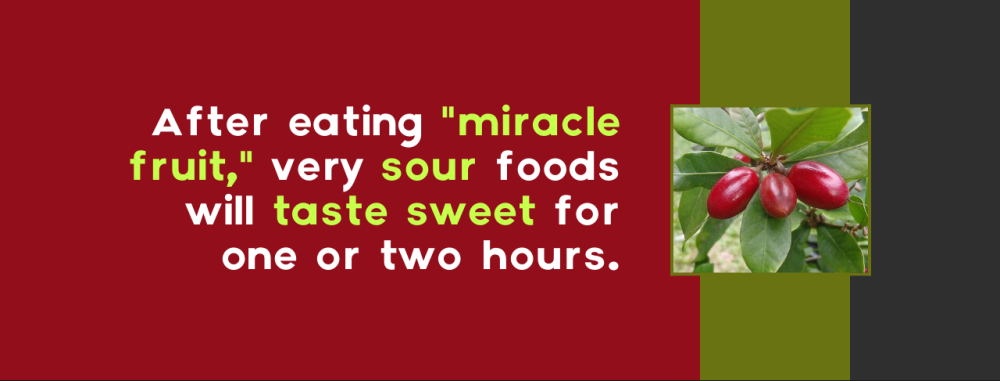 After eating "miracle
fruit," very sour foods
will taste sweet for
one or two hours.